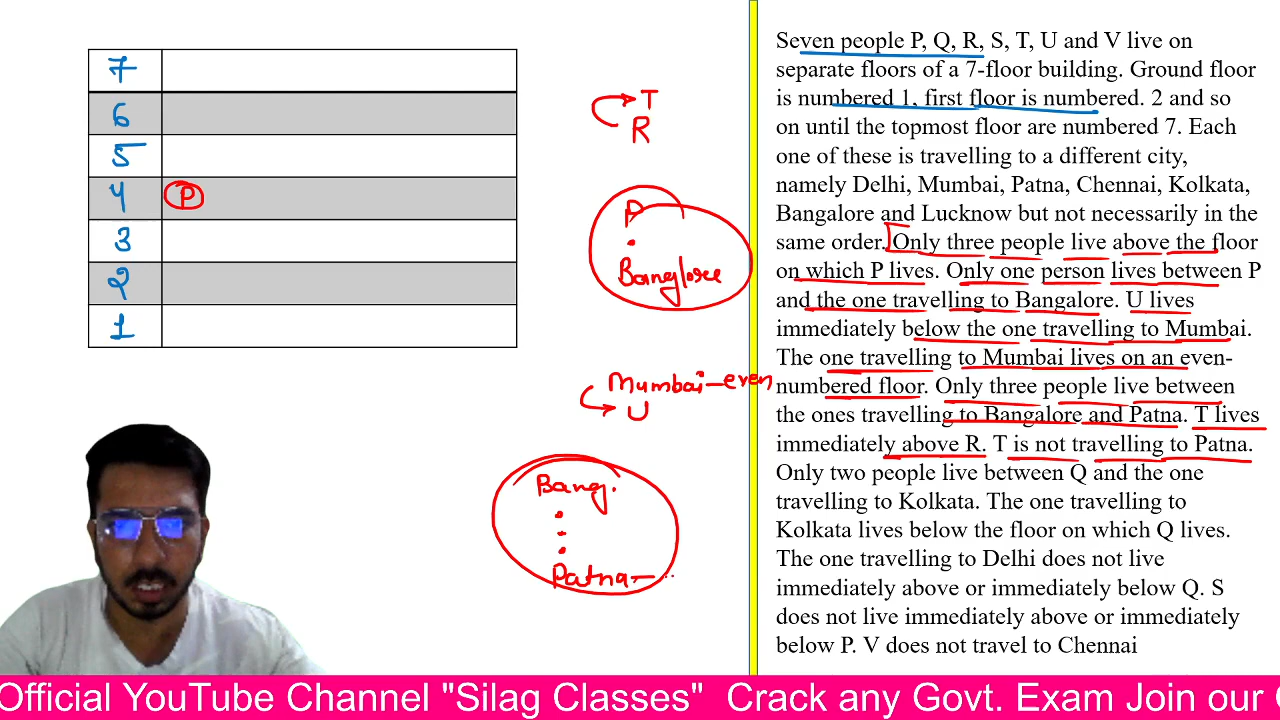 7
6
5
4 P
3
2
1
T
R
P
Banglore
Mumbai-even
U
Bang.
Patna
Seven people P, Q, R, S, T, U and V live on
separate floors of a 7-floor building. Ground floor
is numbered 1, first floor is numbered. 2 and so
on until the topmost floor are numbered 7. Each
one of these is travelling to a different city,
namely Delhi, Mumbai, Patna, Chennai, Kolkata,
Bangalore and Lucknow but not necessarily in the
same order. Only three people live above the floor
on which P lives. Only one person lives between P
and the one travelling to Bangalore. U lives
immediately below the one travelling to Mumbai.
The one travelling to Mumbai lives on an even-
numbered floor. Only three people live between
the ones travelling to Bangalore and Patna. T lives
immediately above R. T is not travelling to Patna.
Only two people live between Q and the one
travelling to Kolkata. The one travelling to
Kolkata lives below the floor on which Q lives.
The one travelling to Delhi does not live
immediately above or immediately below Q. S
does not live immediately above or immediately
below P. V does not travel to Chennai
Official YouTube Channel "Silag Classes" Crack any Govt. Exam Join our